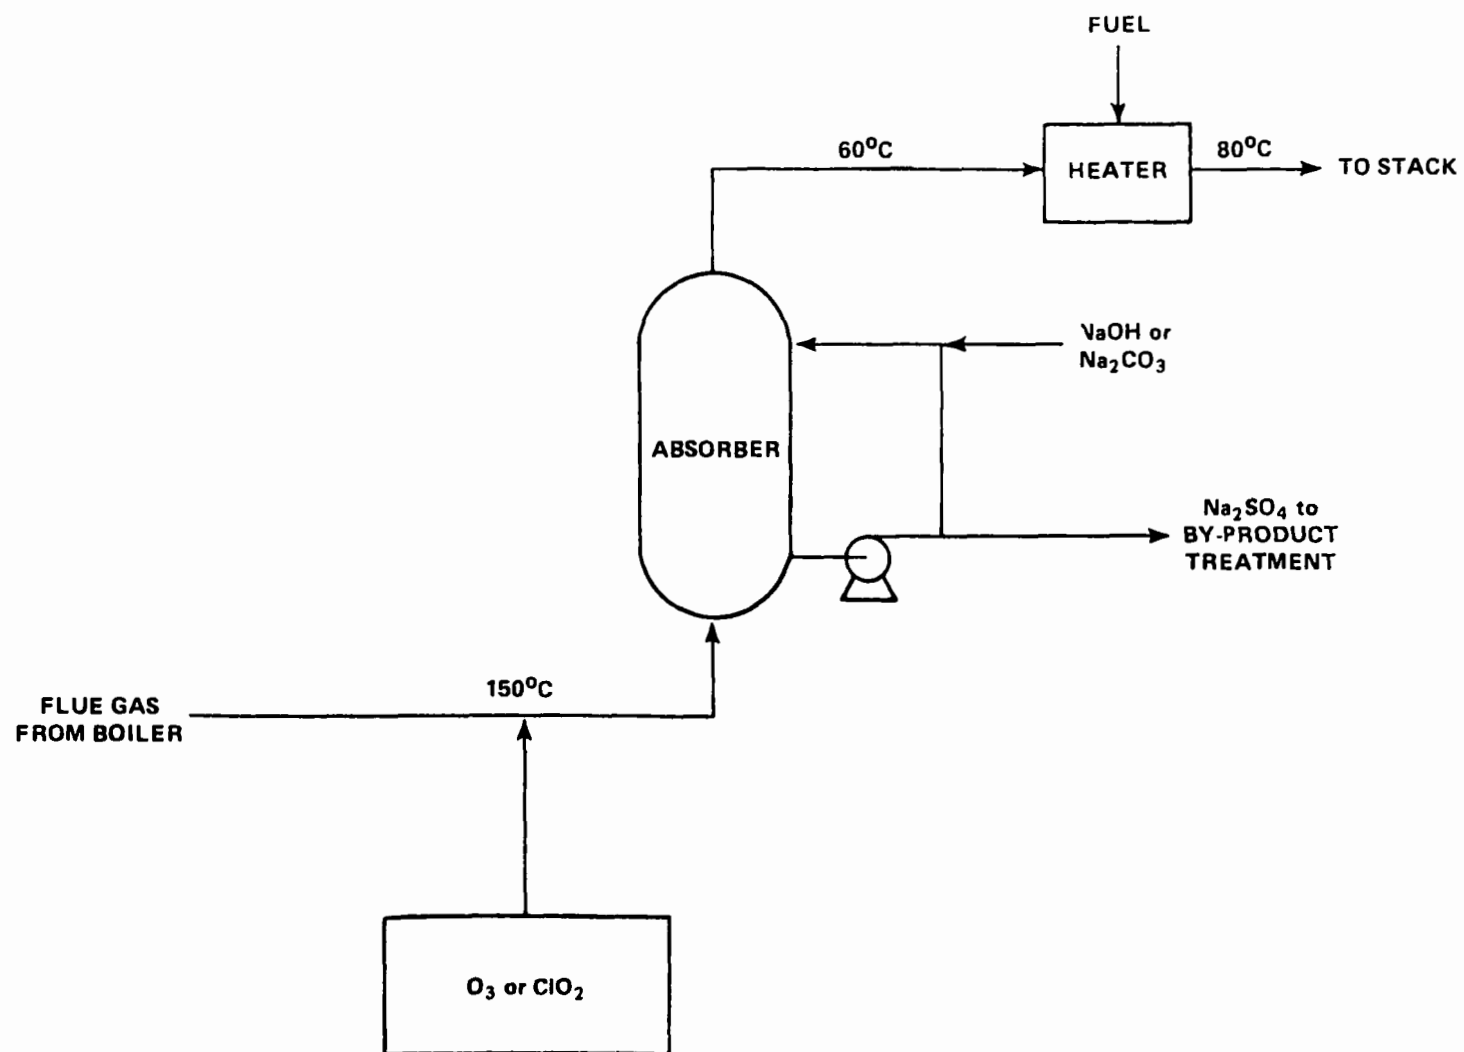 FUEL
60°C
HEATER
80°C
TO STACK
NaOH or
Na₂CO₃
ABSORBER
Na₂SO₄ to
BY-PRODUCT
TREATMENT
150°C
FLUE GAS
FROM BOILER
O₃ or ClO₂